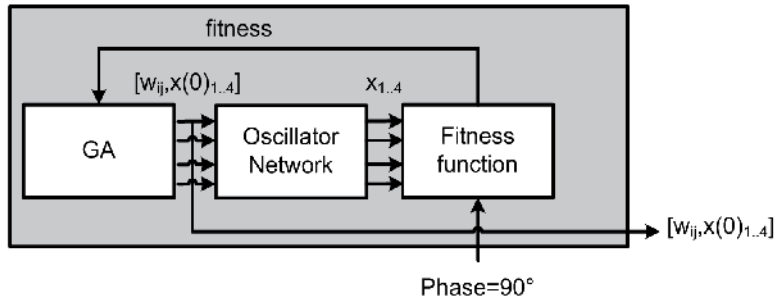 fitness
[wij,x(0)1..4]
x1..4
GA
Oscillator
Network
Fitness
function
[wij,x(0)1..4]
Phase=90°